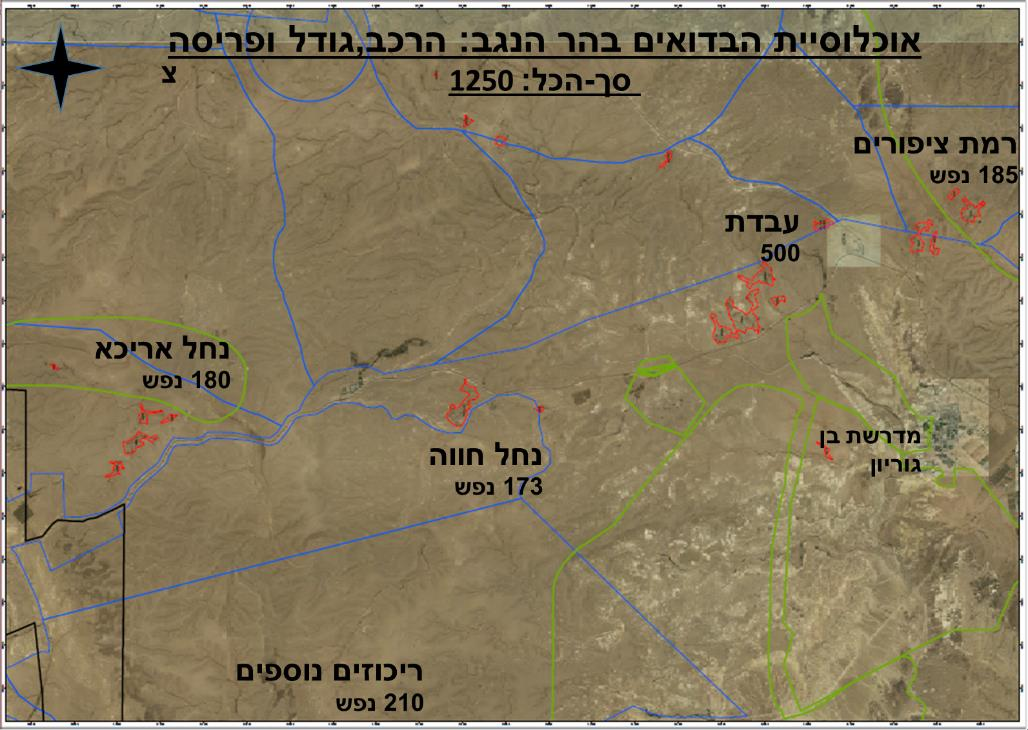 אוכלוסיית הבדואים בהר הנגב: הרכב,גודל ופריסה
סך-הכל: 1250
צ
רמת ציפורים
185 נפש
עבדת
500
נחל אריכא
180 נפש
נחל חווה
173 נפש
מדרשת בן
גוריון
ריכוזים נוספים
210 נפש